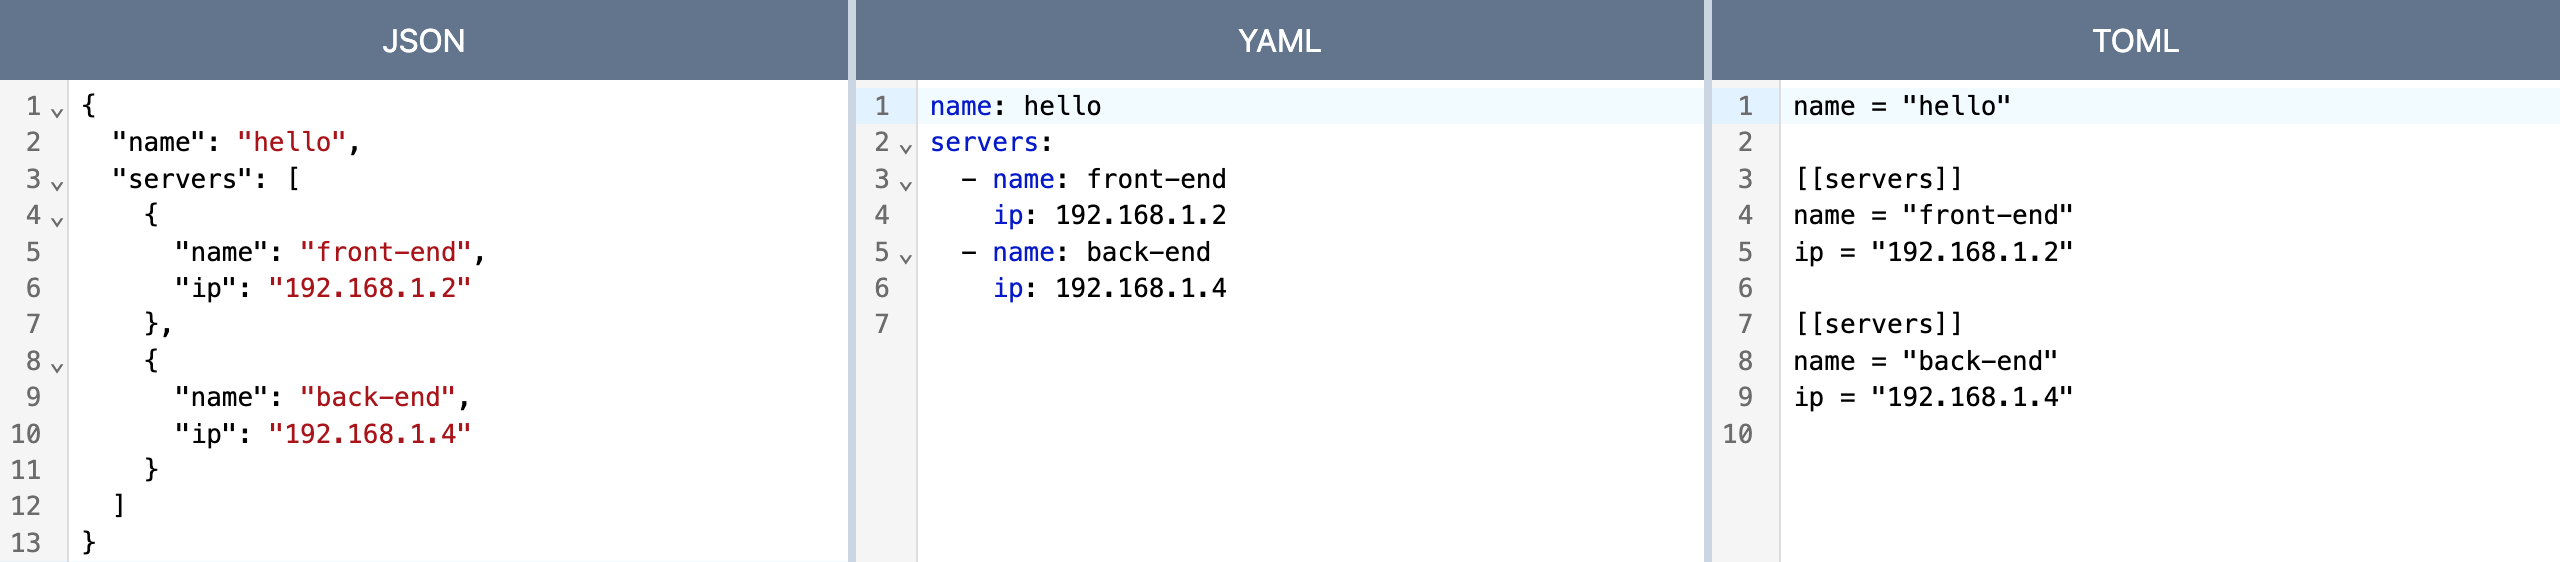 JSON
1 {
2   "name": "hello",
3   "servers": [
4     {
5       "name": "front-end",
6       "ip": "192.168.1.2"
7     },
8     {
9       "name": "back-end",
10       "ip": "192.168.1.4"
11     }
12   ]
13 }
YAML
1 name: hello
2 servers:
3   - name: front-end
4     ip: 192.168.1.2
5   - name: back-end
6     ip: 192.168.1.4
7
TOML
1 name = "hello"
2
3 [[servers]]
4 name = "front-end"
5 ip = "192.168.1.2"
6
7 [[servers]]
8 name = "back-end"
9 ip = "192.168.1.4"
10